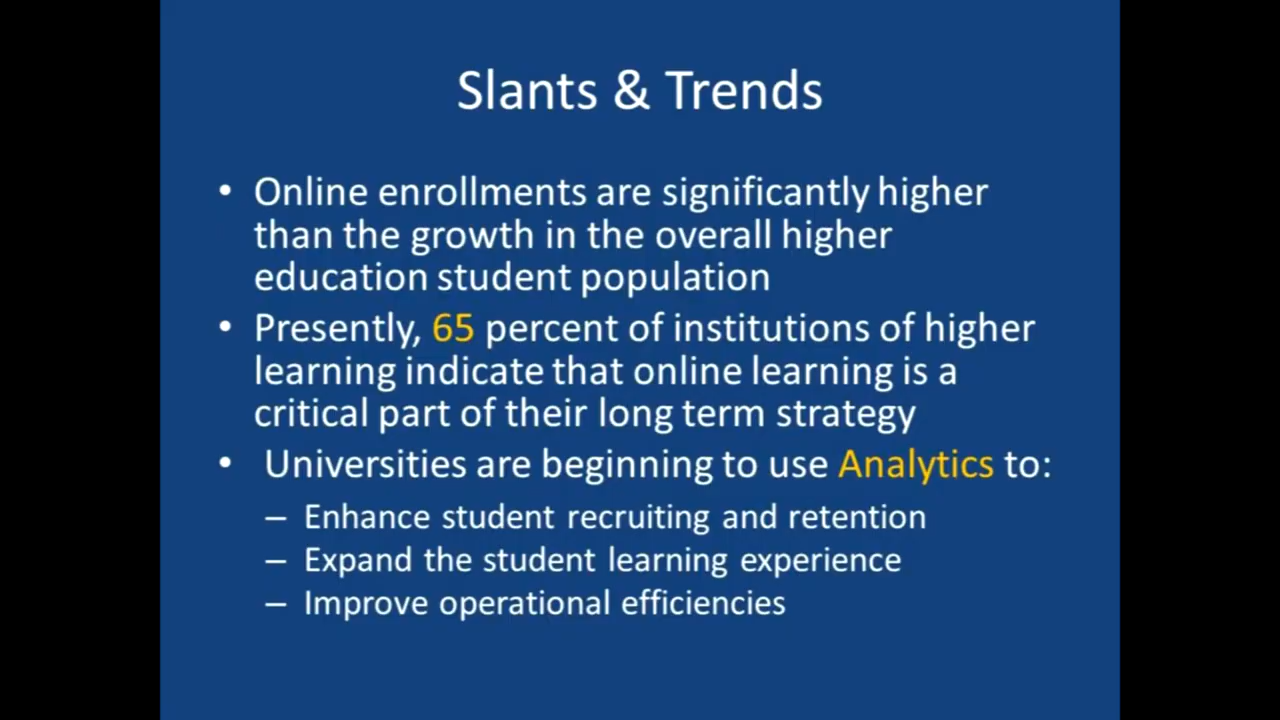 Slants & Trends
• Online enrollments are significantly higher
than the growth in the overall higher
education student population
• Presently, 65 percent of institutions of higher
learning indicate that online learning is a
critical part of their long term strategy
• Universities are beginning to use Analytics to:
– Enhance student recruiting and retention
– Expand the student learning experience
– Improve operational efficiencies